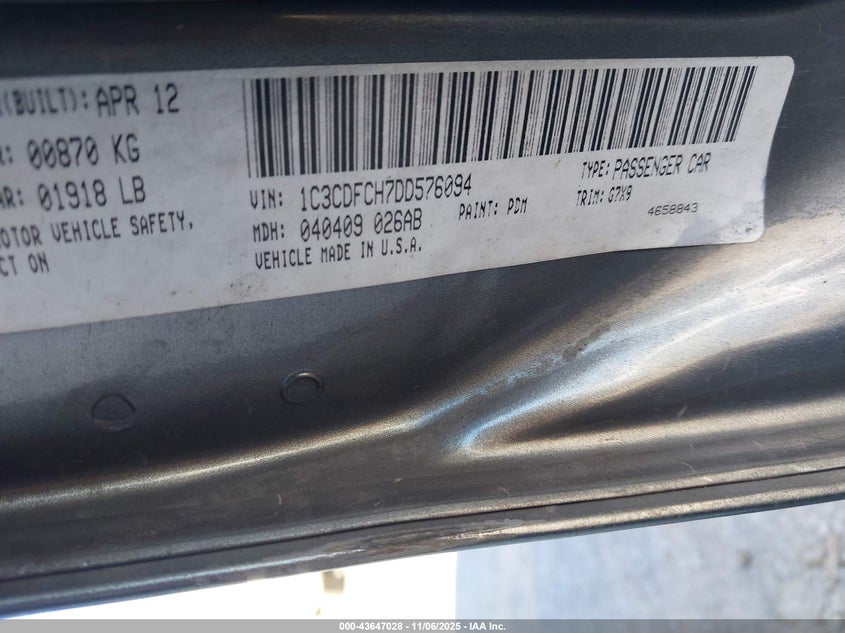 (BUILT): APR 12
R: 00870 KG
AR: 01918 LB
MOTOR VEHICLE SAFETY,
CT ON
VIN: 1C3CDFCH7DD576094
TYPE: PASSENGER CAR
MDH: 040409 026AB
PAINT: PDM
TRIM: G7X9
VEHICLE MADE IN U.S.A.
4658843
000-43647028 - 11/06/2025 - IAA Inc.